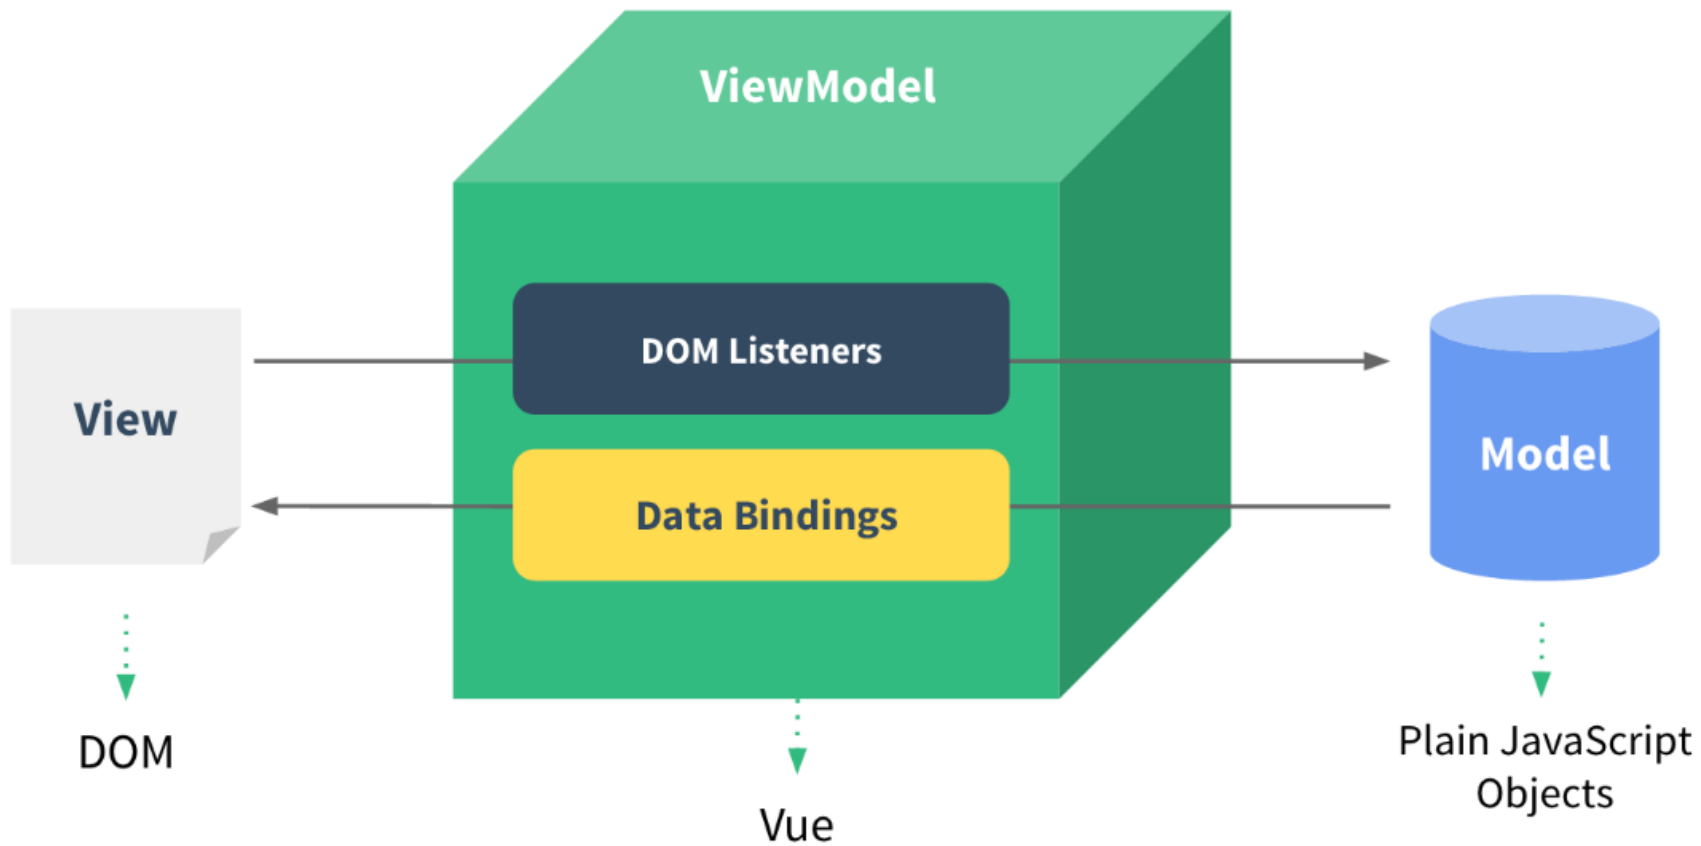 ViewModel
DOM Listeners
View
Data Bindings
Model
DOM
Vue
Plain JavaScript
Objects